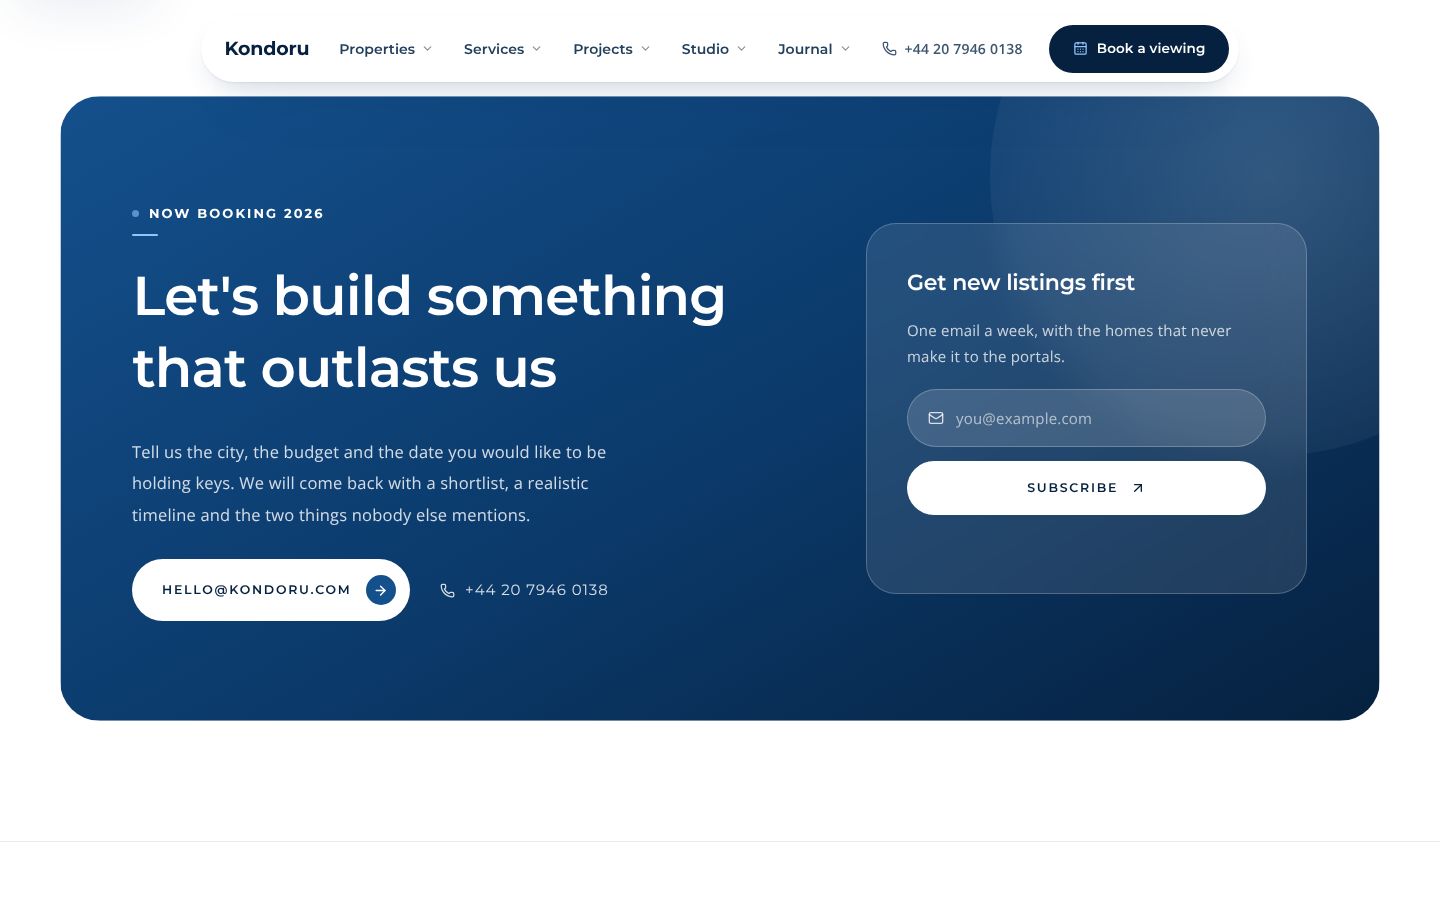 Kondoru Properties Services Projects Studio Journal +44 20 7946 0138 Book a viewing
NOW BOOKING 2026
Let's build something
that outlasts us
Tell us the city, the budget and the date you would like to be
holding keys. We will come back with a shortlist, a realistic
timeline and the two things nobody else mentions.
HELLO@KONDORU.COM +44 20 7946 0138
Get new listings first
One email a week, with the homes that never
make it to the portals.
you@example.com
SUBSCRIBE